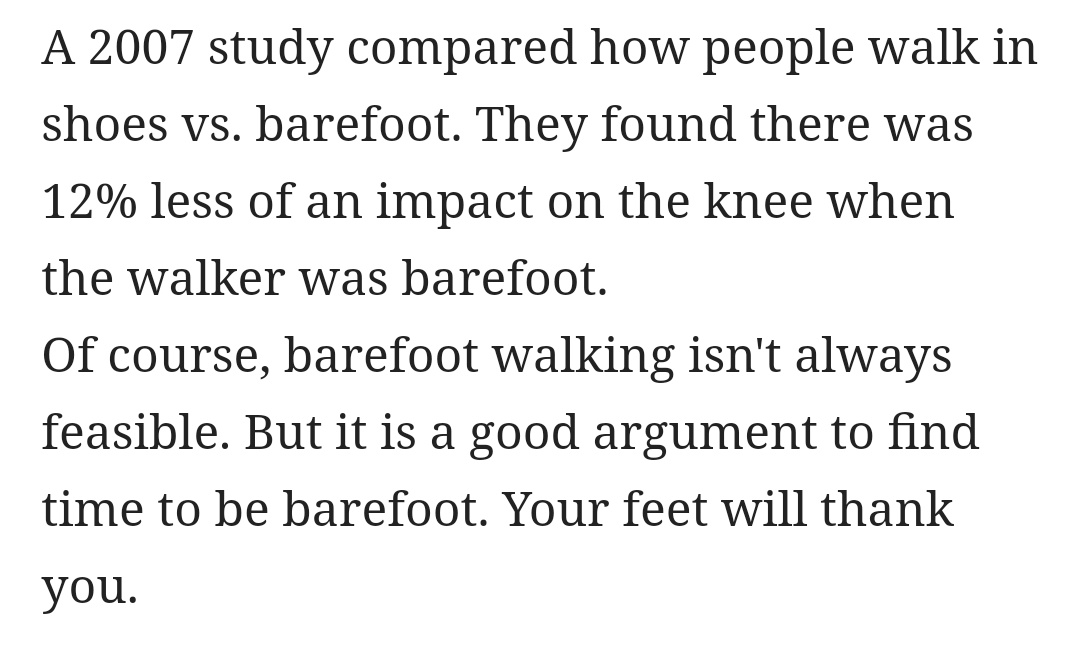 A 2007 study compared how people walk in
shoes vs. barefoot. They found there was
12% less of an impact on the knee when
the walker was barefoot.
Of course, barefoot walking isn't always
feasible. But it is a good argument to find
time to be barefoot. Your feet will thank
you.